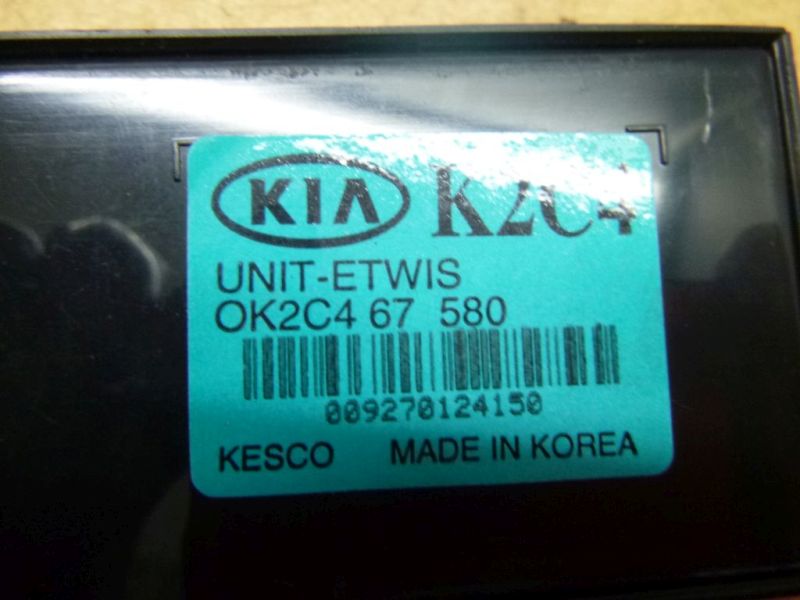 KIA K2C4
UNIT-ETWIS
OK2C4 67 580
009270124150
KESCO MADE IN KOREA